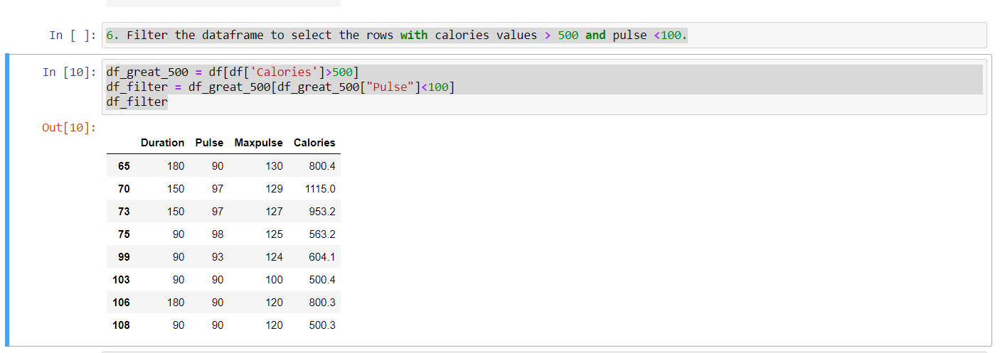 In [ ]: 6. Filter the dataframe to select the rows with calories values > 500 and pulse <100.
In [10]: df_great_500 = df[df['Calories']>500]
df_filter = df_great_500[df_great_500["Pulse"]<100]
df_filter
Out[10]:
Duration Pulse Maxpulse Calories
65 180 90 130 800.4
70 150 97 129 1115.0
73 150 97 127 953.2
75 90 98 125 563.2
99 90 93 124 604.1
103 90 90 100 500.4
106 180 90 120 800.3
108 90 90 120 500.3